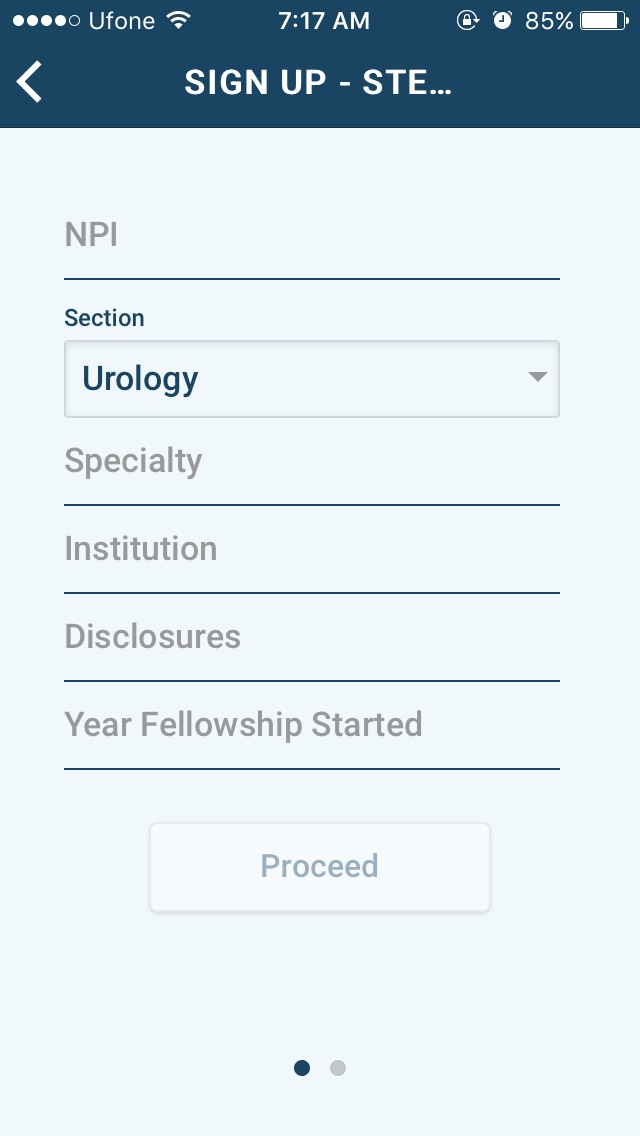 Ufone 7:17 AM 85%
SIGN UP - STE...
NPI
Section
Urology
Specialty
Institution
Disclosures
Year Fellowship Started
Proceed